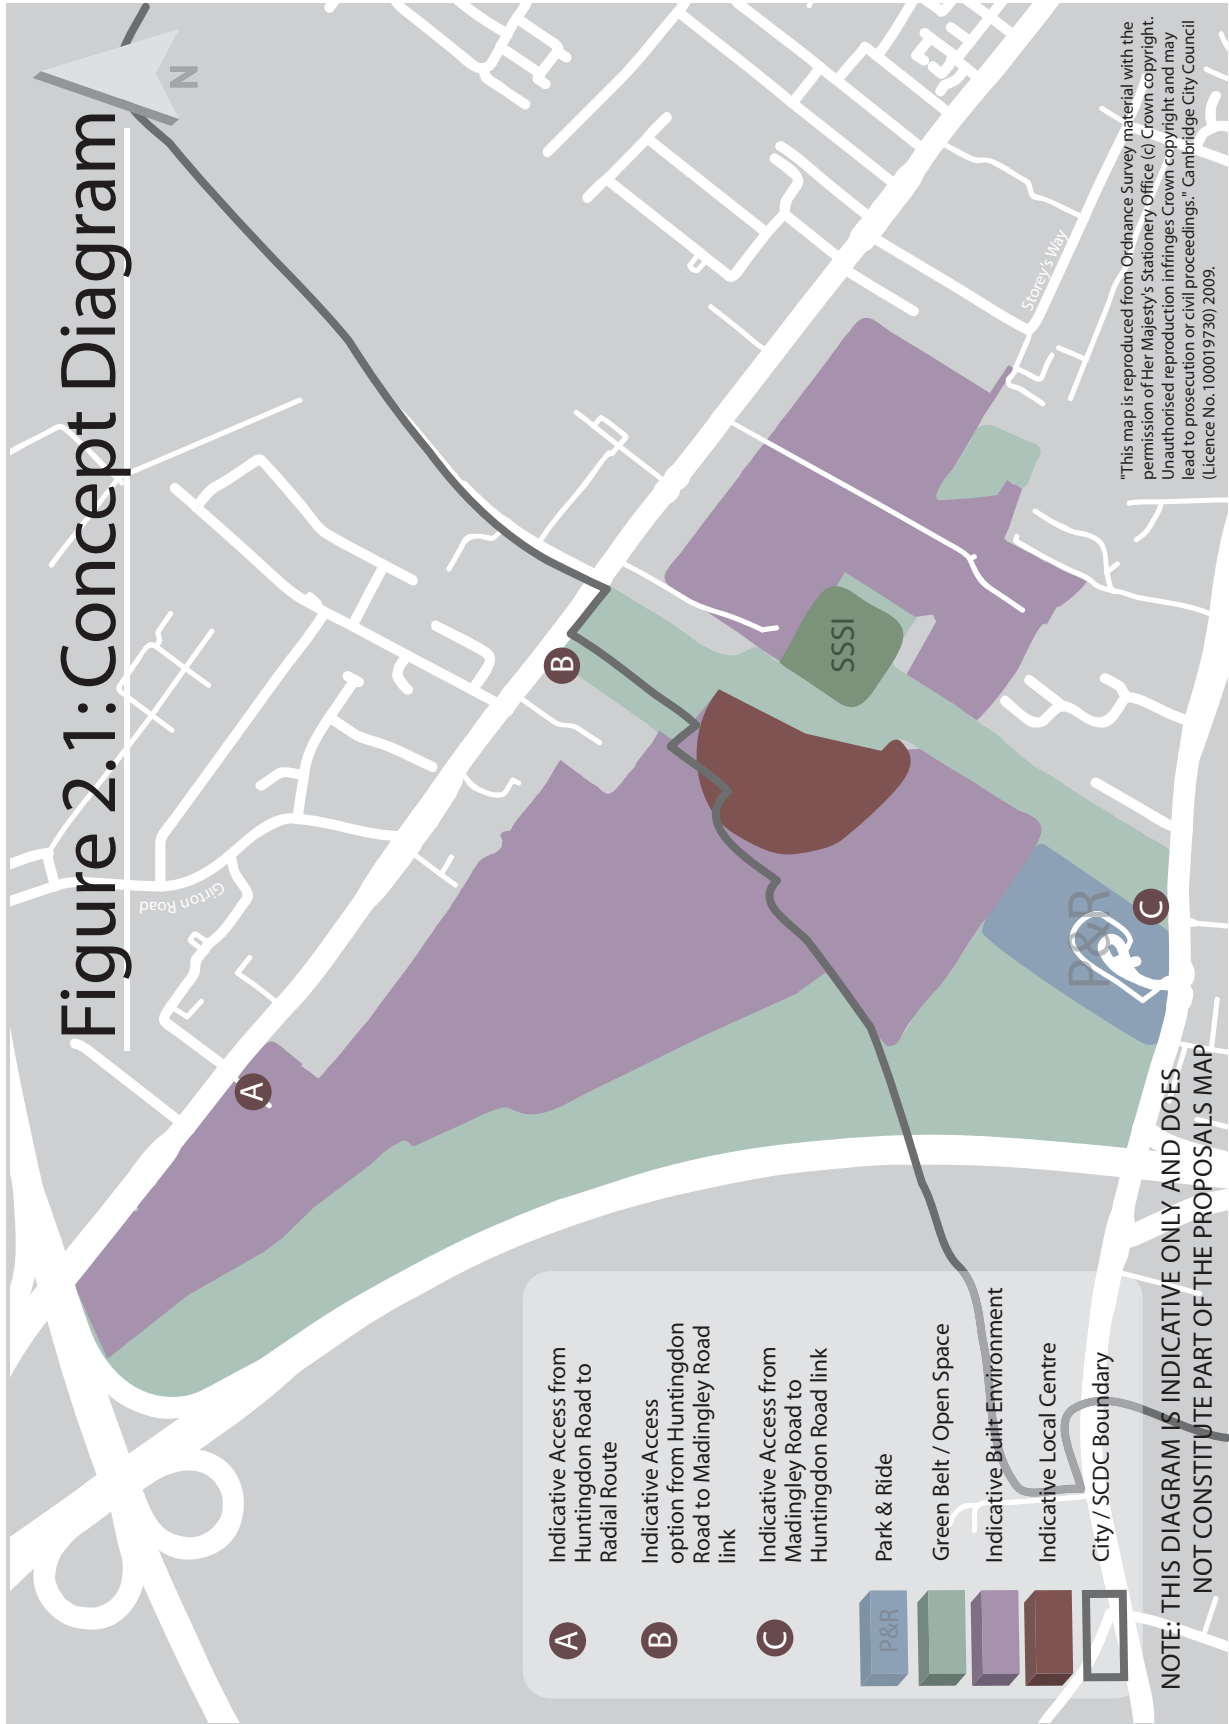 Figure 2.1: Concept Diagram
N
Girton Road
Storey's Way
A
B
C
SSSI
P&R
A
Indicative Access from
Huntingdon Road to
Radial Route
B
Indicative Access
option from Huntingdon
Road to Madingley Road
link
C
Indicative Access from
Madingley Road to
Huntingdon Road link
P&R
Park & Ride
Green Belt / Open Space
Indicative Built Environment
Indicative Local Centre
City / SCDC Boundary
NOTE: THIS DIAGRAM IS INDICATIVE ONLY AND DOES
NOT CONSTITUTE PART OF THE PROPOSALS MAP
"This map is reproduced from Ordnance Survey material with the
permission of Her Majesty's Stationery Office (c) Crown copyright.
Unauthorised reproduction infringes Crown copyright and may
lead to prosecution or civil proceedings." Cambridge City Council
(Licence No. 100019730) 2009.